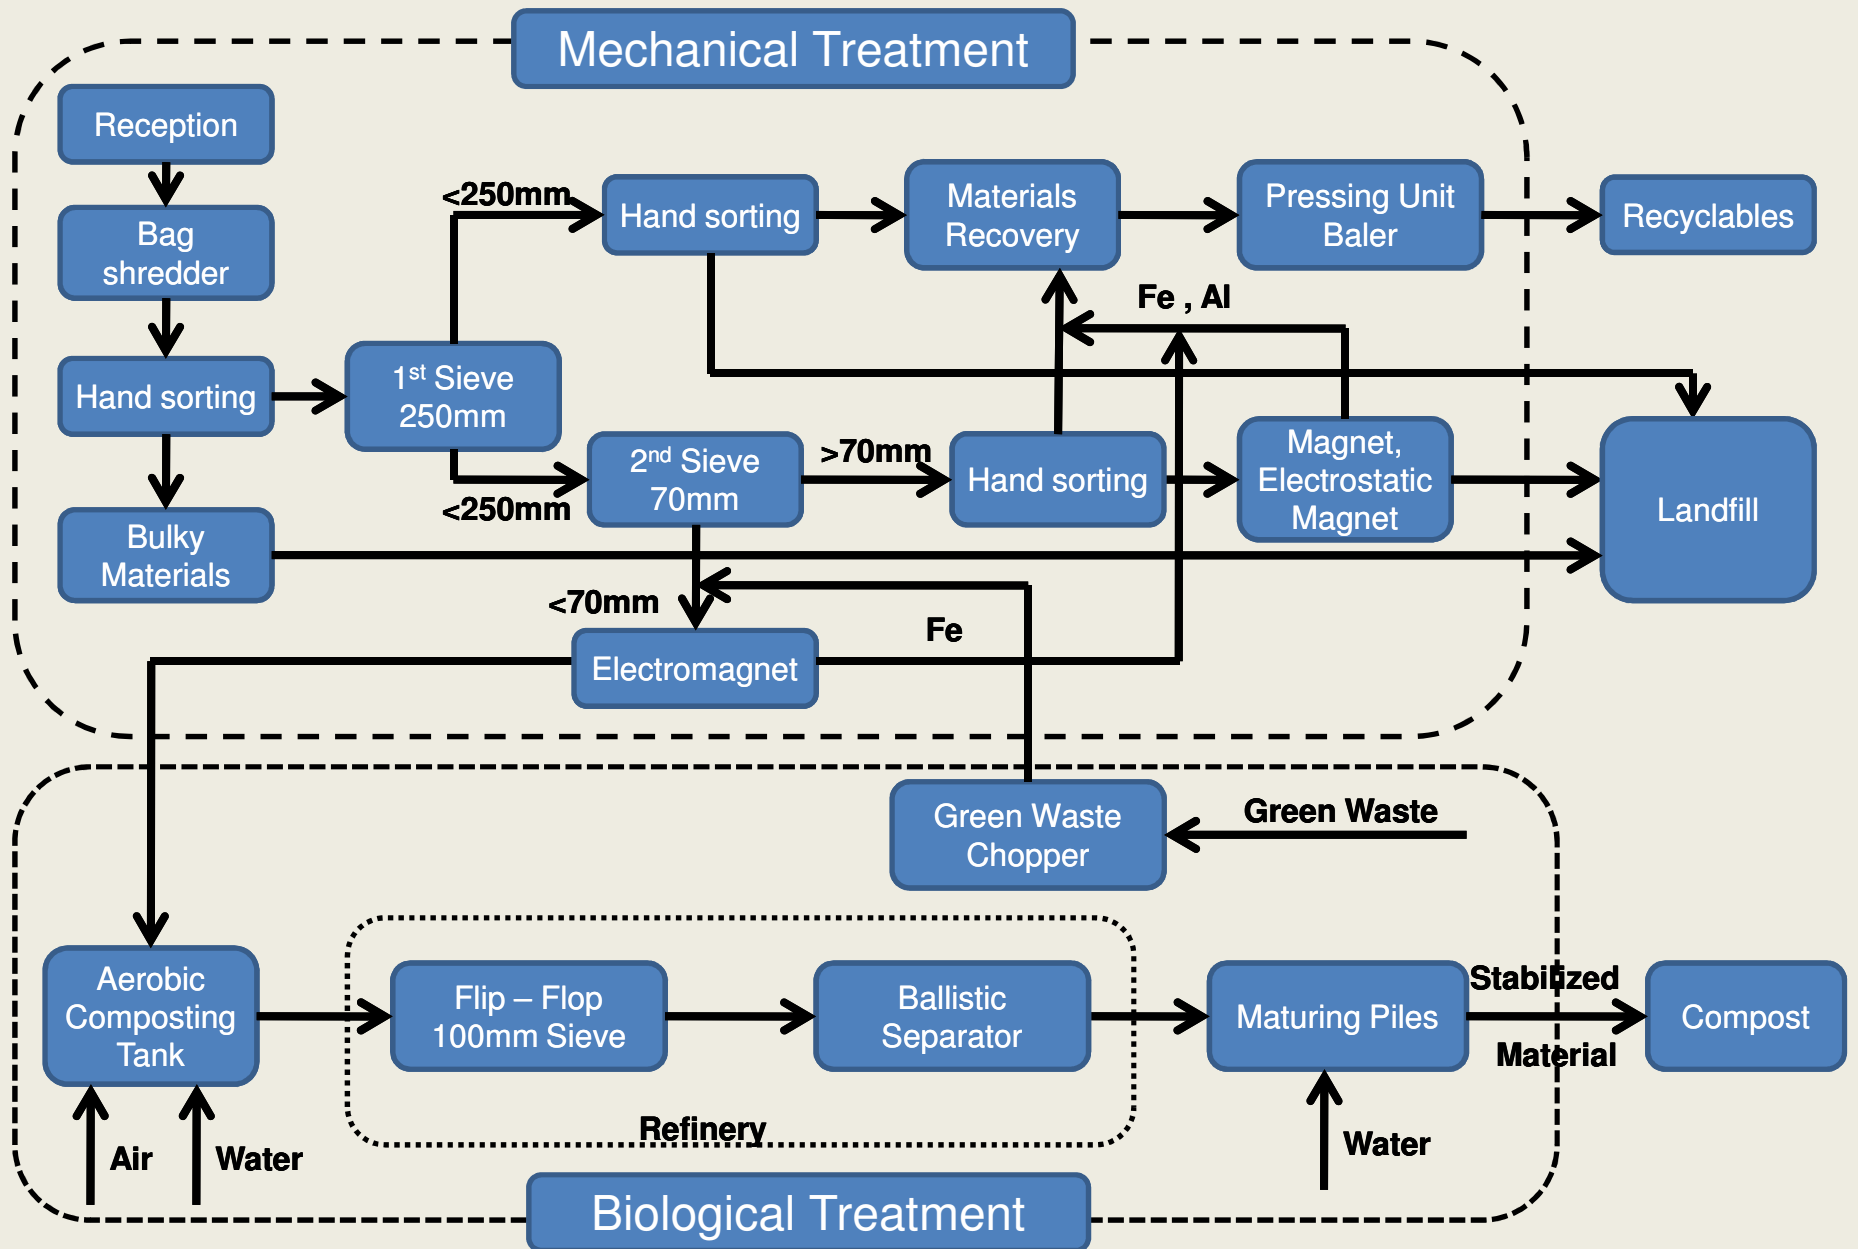 Mechanical Treatment
Reception
Bag
shredder
Hand sorting
Bulky
Materials
1st Sieve
250mm
<250mm
<250mm
Hand sorting
Materials
Recovery
Pressing Unit
Baler
Recyclables
Fe , Al
2nd Sieve
70mm
>70mm
Hand sorting
Magnet,
Electrostatic
Magnet
Landfill
<70mm
Electromagnet
Fe
Green Waste
Chopper
Green Waste
Aerobic
Composting
Tank
Air
Water
Flip – Flop
100mm Sieve
Ballistic
Separator
Refinery
Maturing Piles
Water
Stabilized
Material
Compost
Biological Treatment